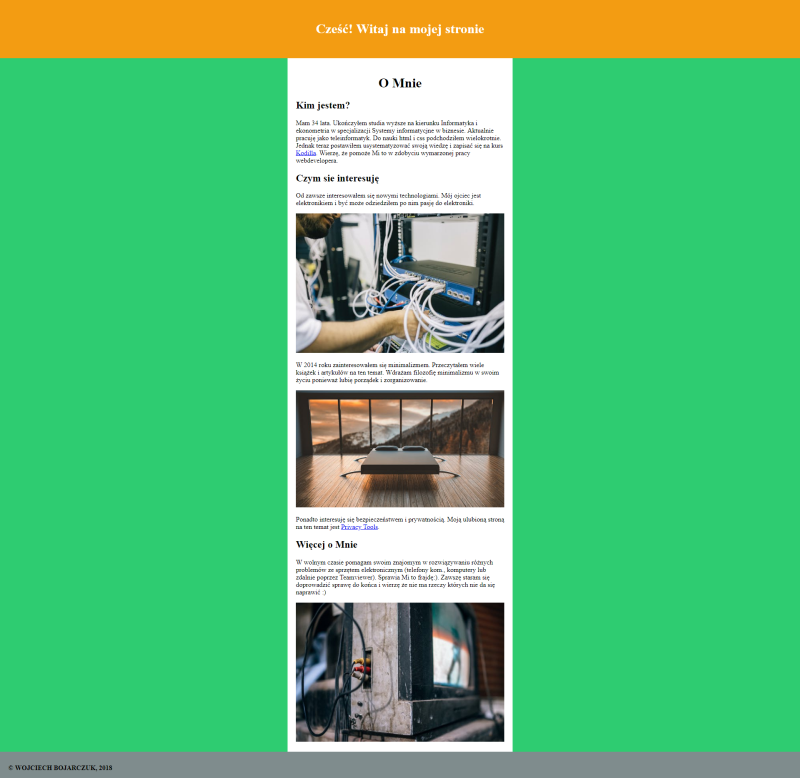 Cześć! Witaj na mojej stronie
O Mnie
Kim jestem?
Mam 34 lata. Ukończyłem studia wyższe na kierunku Informatyka i
ekonometria w specjalizacji Systemy informatycjne w biznesie. Aktualnie
pracuję jako teleinformatyk. Do nauki html i css podchodziłem wielokrotnie.
Jednak teraz postawiłem usystematyzować swoją wiedzę i zapisać się na kurs
Kodilla. Wierzę, że pomoże Mi to w zdobyciu wymarzonej pracy
webdevelopera.
Czym sie interesuję
Od zawsze interesowałem się nowymi technologiami. Mój ojciec jest
elektronikiem i być może odziedziłem po nim pasję do elektroniki.
W 2014 roku zainteresowałem się minimalizmem. Przeczytałem wiele
książek i artykułów na ten temat. Wdrażam filozofię minimalizmu w swoim
życiu ponieważ lubię porządek i zorganizowanie.
Ponadto interesuję się bezpieczeństwem i prywatnością. Moją ulubioną stroną
na ten temat jest Privacy Tools.
Więcej o Mnie
W wolnym czasie pomagam swoim znajomym w rozwiązywaniu różnych
problemów ze sprzętem elektronicznym (telefony kom., komputery lub
zdalnie poprzez Teamviewer). Sprawia Mi to frajdę:). Zawszę staram się
doprowadzić sprawę do końca i wierzę że nie ma rzeczy których nie da się
naprawić :)
© WOJCIECH BOJARCZUK, 2018